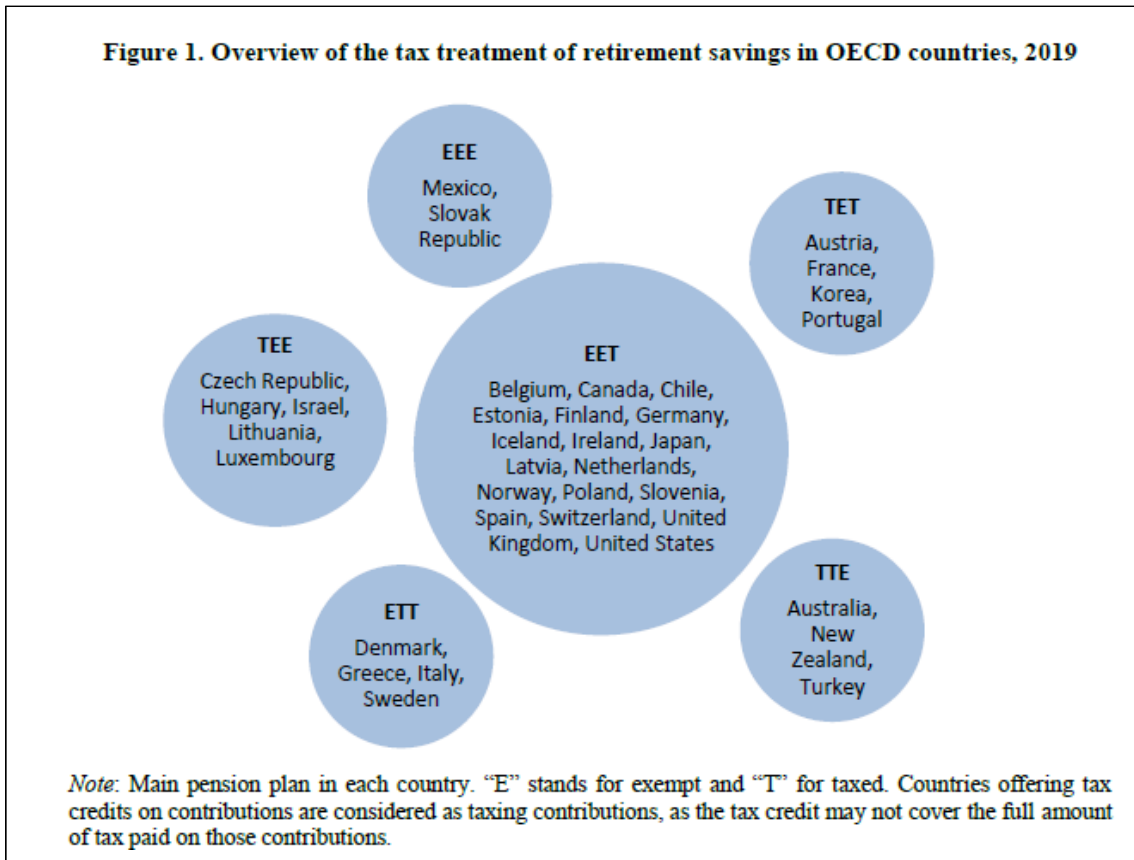 Figure 1. Overview of the tax treatment of retirement savings in OECD countries, 2019
EEE
Mexico,
Slovak
Republic
TET
Austria,
France,
Korea,
Portugal
TEE
Czech Republic,
Hungary, Israel,
Lithuania,
Luxembourg
EET
Belgium, Canada, Chile,
Estonia, Finland, Germany,
Iceland, Ireland, Japan,
Latvia, Netherlands,
Norway, Poland, Slovenia,
Spain, Switzerland, United
Kingdom, United States
ETT
Denmark,
Greece, Italy,
Sweden
TTE
Australia,
New
Zealand,
Turkey
Note: Main pension plan in each country. “E” stands for exempt and “T” for taxed. Countries offering tax
credits on contributions are considered as taxing contributions, as the tax credit may not cover the full amount
of tax paid on those contributions.